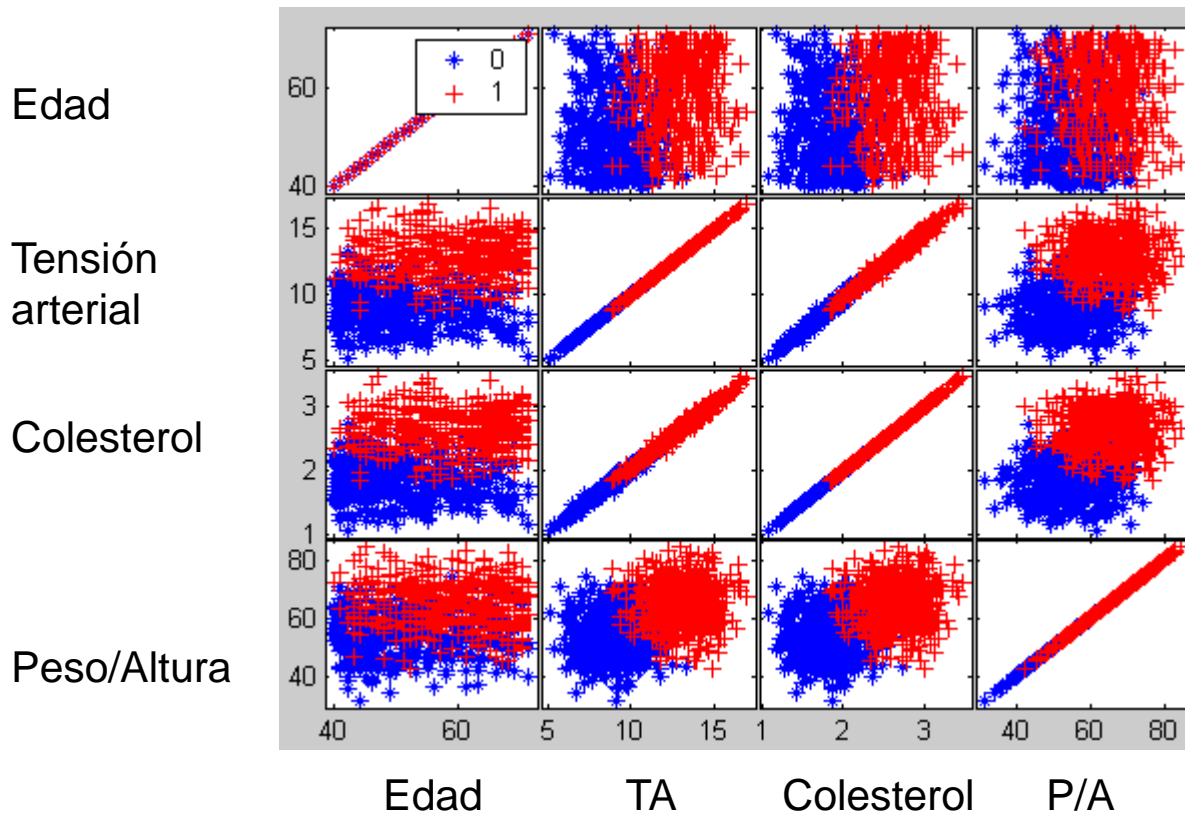 0
1
Edad
60
40
Tensión
arterial
15
10
5
Colesterol
3
2
1
Peso/Altura
80
60
40
40 60 5 10 15 1 2 3 40 60 80
Edad TA Colesterol P/A